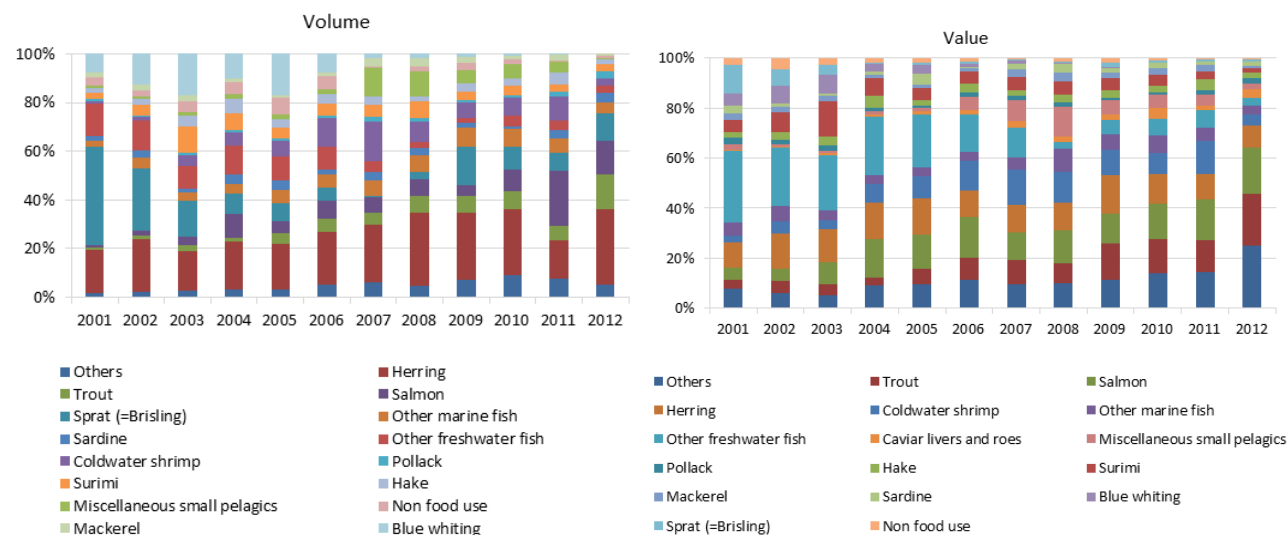 Volume
100%
80%
60%
40%
20%
0%
2001 2002 2003 2004 2005 2006 2007 2008 2009 2010 2011 2012
Others Herring
Trout Salmon
Sprat (=Brisling) Other marine fish
Sardine Other freshwater fish
Coldwater shrimp Pollack
Surimi Hake
Miscellaneous small pelagics Non food use
Mackerel Blue whiting
Value
100%
80%
60%
40%
20%
0%
2001 2002 2003 2004 2005 2006 2007 2008 2009 2010 2011 2012
Others Trout Salmon
Herring Coldwater shrimp Other marine fish
Other freshwater fish Caviar livers and roes Miscellaneous small pelagics
Pollack Hake Surimi
Mackerel Sardine Blue whiting
Sprat (=Brisling) Non food use